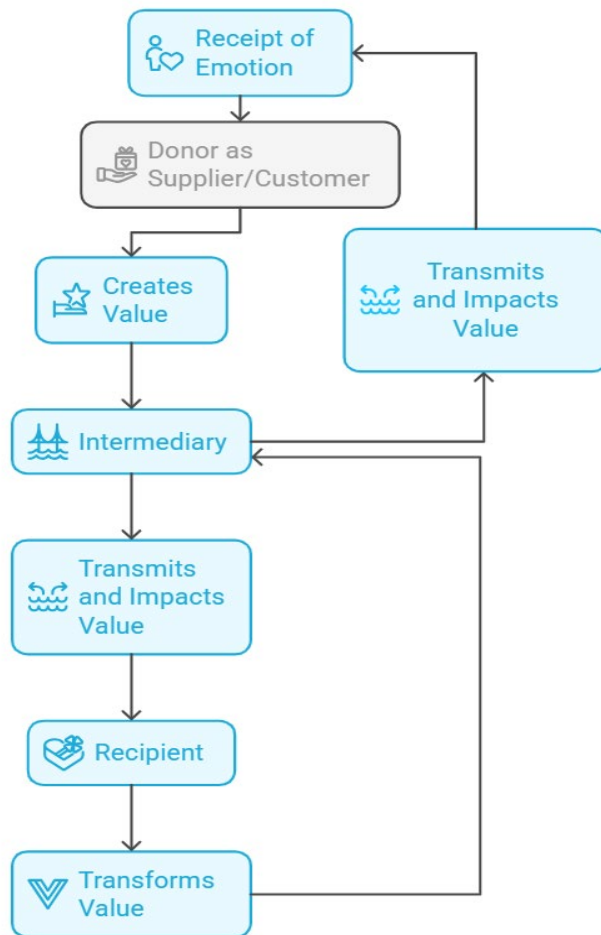 Receipt of
Emotion
Donor as
Supplier/Customer
Creates
Value
Transmits
and Impacts
Value
Intermediary
Transmits
and Impacts
Value
Recipient
Transforms
Value